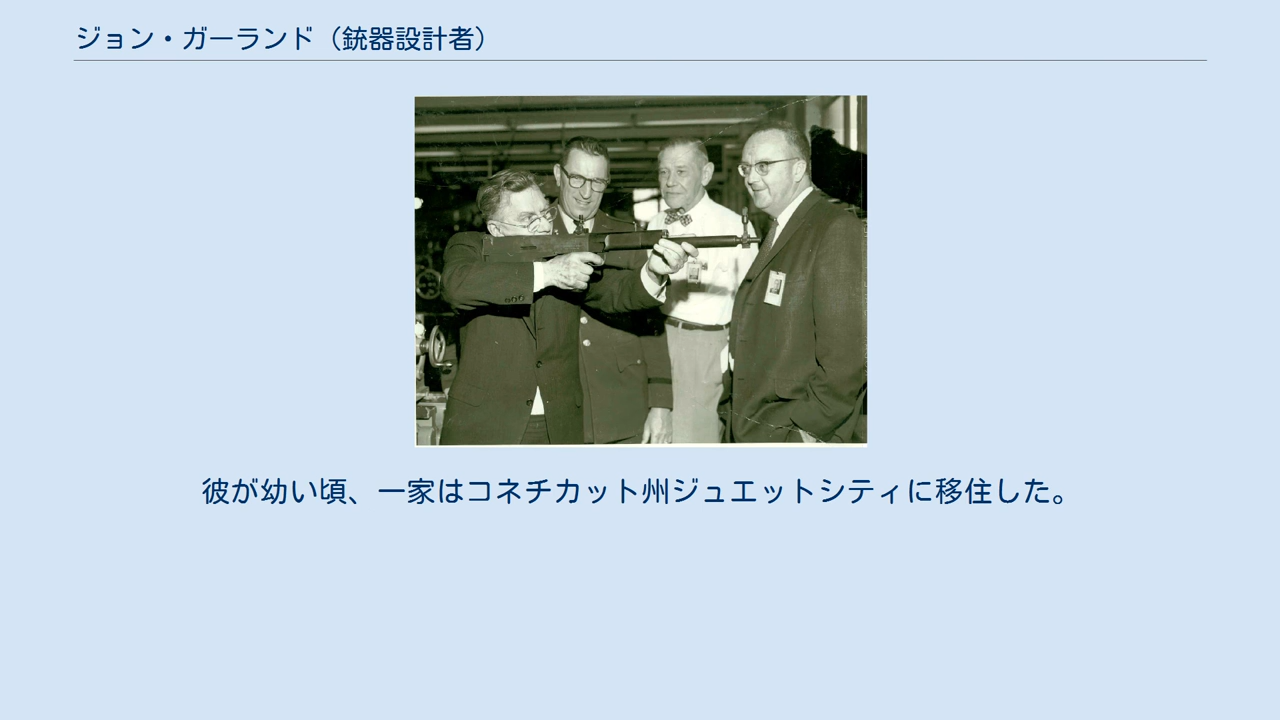 ジョン・ガーランド（銃器設計者）
彼が幼い頃、一家はコネチカット州ジュエットシティに移住した。